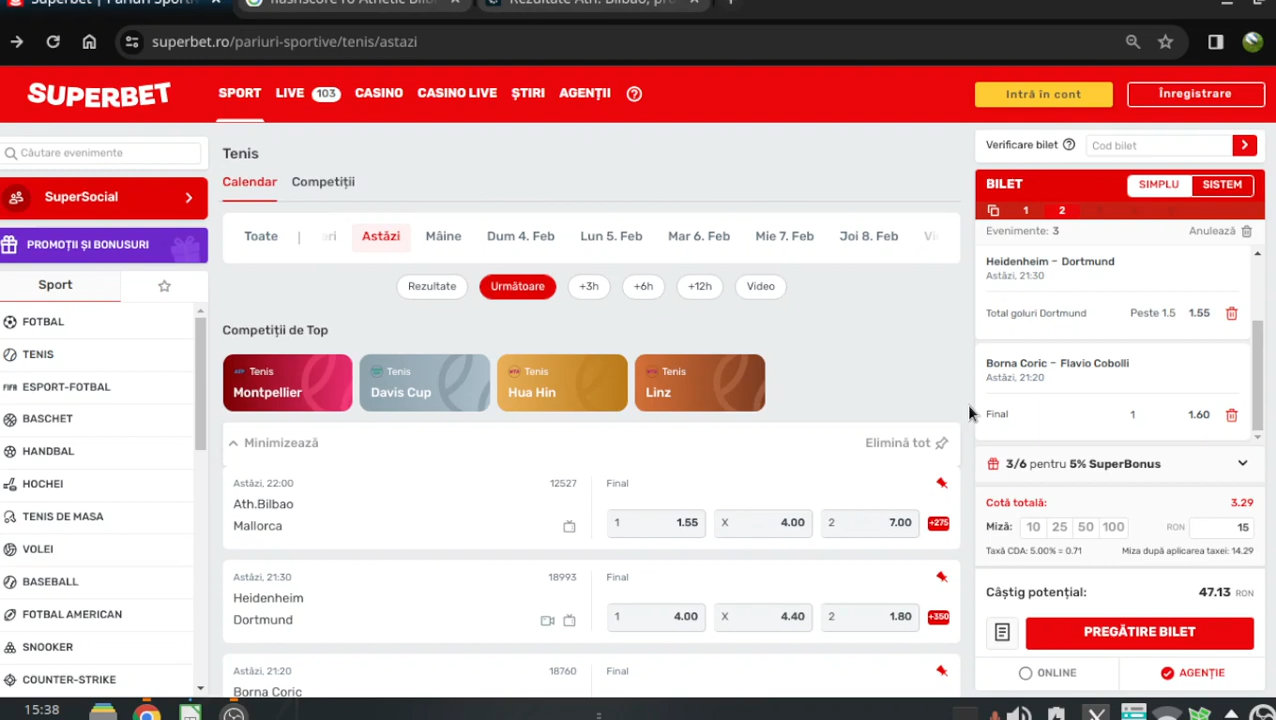 superbet.ro/pariuri-sportive/tenis/astazi
SUPERBET
SPORT
LIVE 103
CASINO
CASINO LIVE
ȘTIRI
AGENȚII
Intră în cont
Înregistrare
Căutare evenimente
SuperSocial
PROMOȚII ȘI BONUSURI
Sport
FOTBAL
TENIS
ESPORT-FOTBAL
BASCHET
HANDBAL
HOCHEI
TENIS DE MASA
VOLEI
BASEBALL
FOTBAL AMERICAN
SNOOKER
COUNTER-STRIKE
Tenis
Calendar Competiții
Toate | Astăzi Mâine Dum 4. Feb Lun 5. Feb Mar 6. Feb Mie 7. Feb Joi 8. Feb
Rezultate Următoare +3h +6h +12h Video
Competiții de Top
Tenis
Montpellier
Tenis
Davis Cup
Tenis
Hua Hin
Tenis
Linz
Minimizează Elimină tot
Astăzi, 22:00 12527 Final
Ath.Bilbao
Mallorca
1 1.55 X 4.00 2 7.00 +275
Astăzi, 21:30 18993 Final
Heidenheim
Dortmund
1 4.00 X 4.40 2 1.80 +350
Astăzi, 21:20 18760 Final
Borna Coric
Verificare bilet Cod bilet
BILET SIMPLU SISTEM
1 2
Evenimente: 3 Anulează
Heidenheim – Dortmund
Astăzi, 21:30
Total goluri Dortmund Peste 1.5 1.55
Borna Coric – Flavio Cobolli
Astăzi, 21:20
Final 1 1.60
3/6 pentru 5% SuperBonus
Cotă totală: 3.29
Miză: 10 25 50 100 RON 15
Taxă CDA: 5.00% = 0.71 Miza după aplicarea taxei: 14.29
Câștig potențial: 47.13 RON
PREGĂTIRE BILET
ONLINE AGENȚIE
15:38